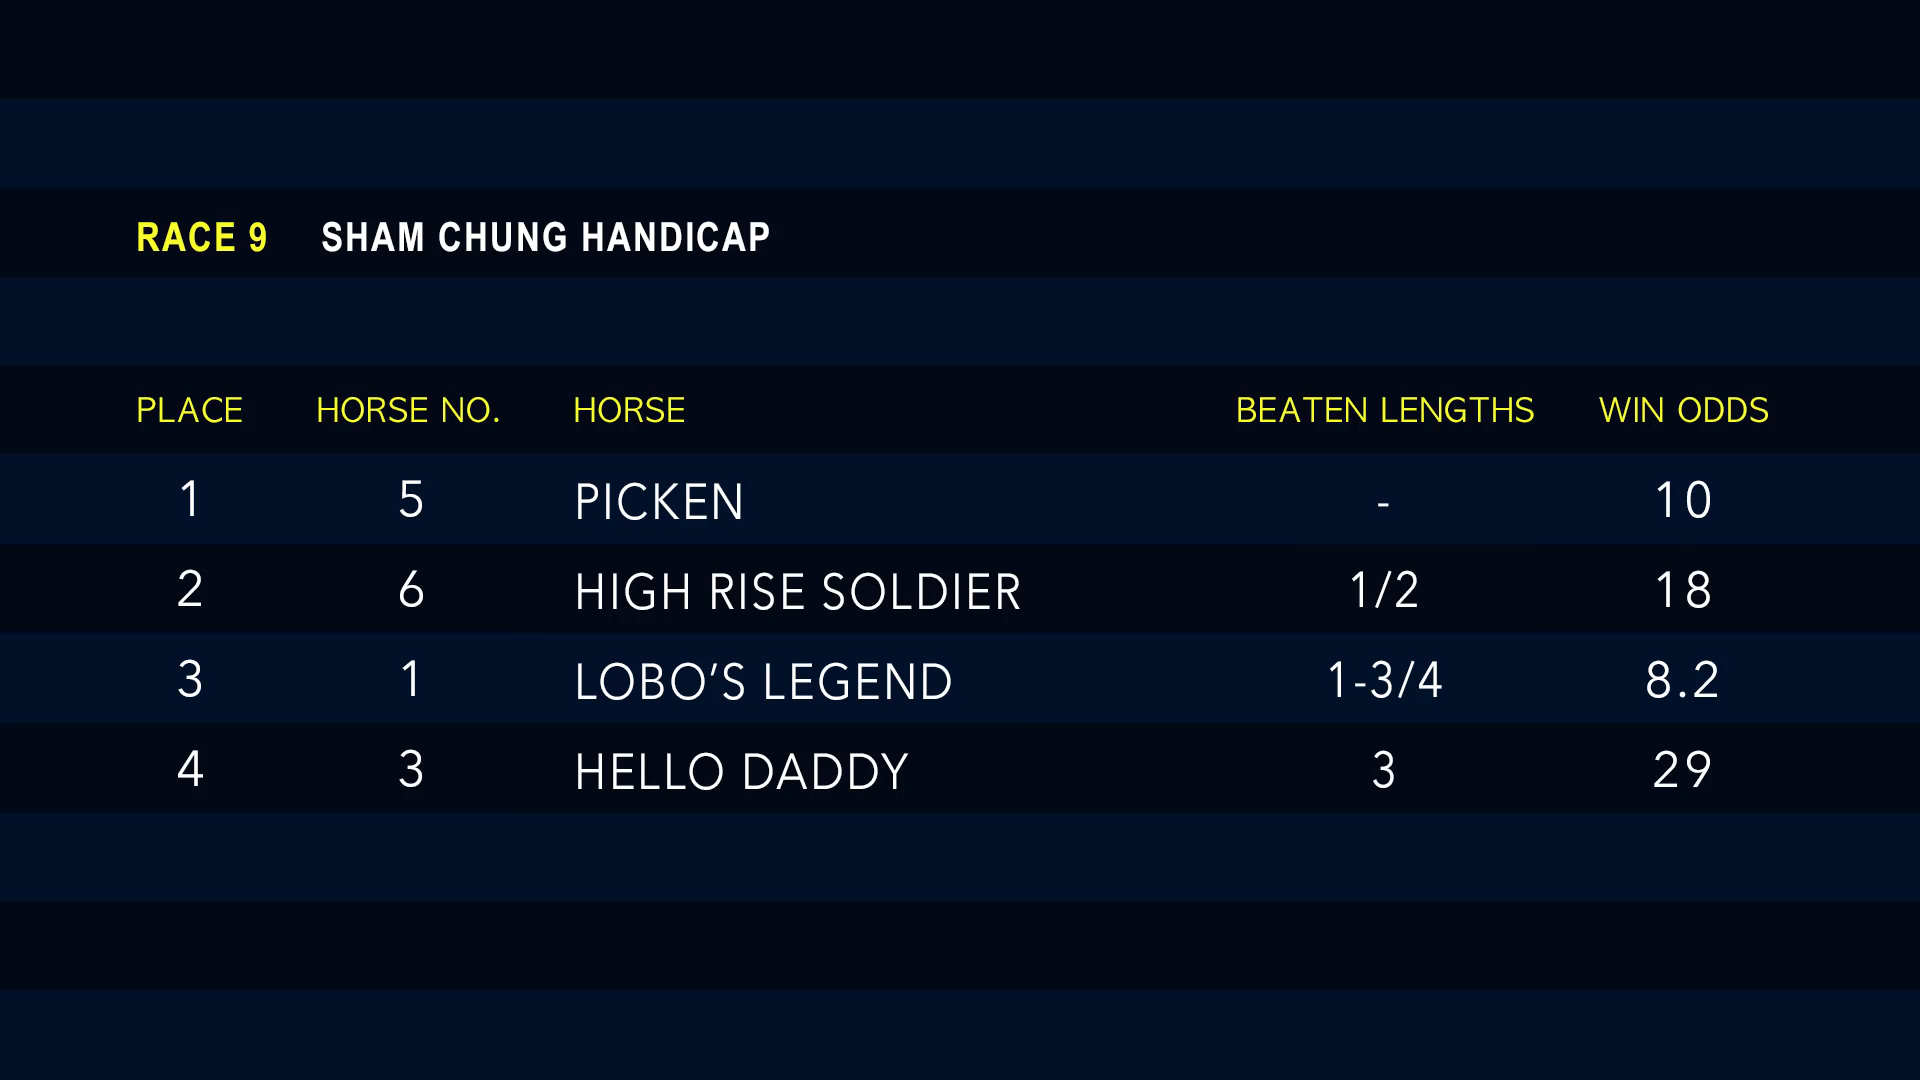 RACE 9 SHAM CHUNG HANDICAP
PLACE HORSE NO. HORSE BEATEN LENGTHS WIN ODDS
1 5 PICKEN - 10
2 6 HIGH RISE SOLDIER 1/2 18
3 1 LOBO’S LEGEND 1-3/4 8.2
4 3 HELLO DADDY 3 29